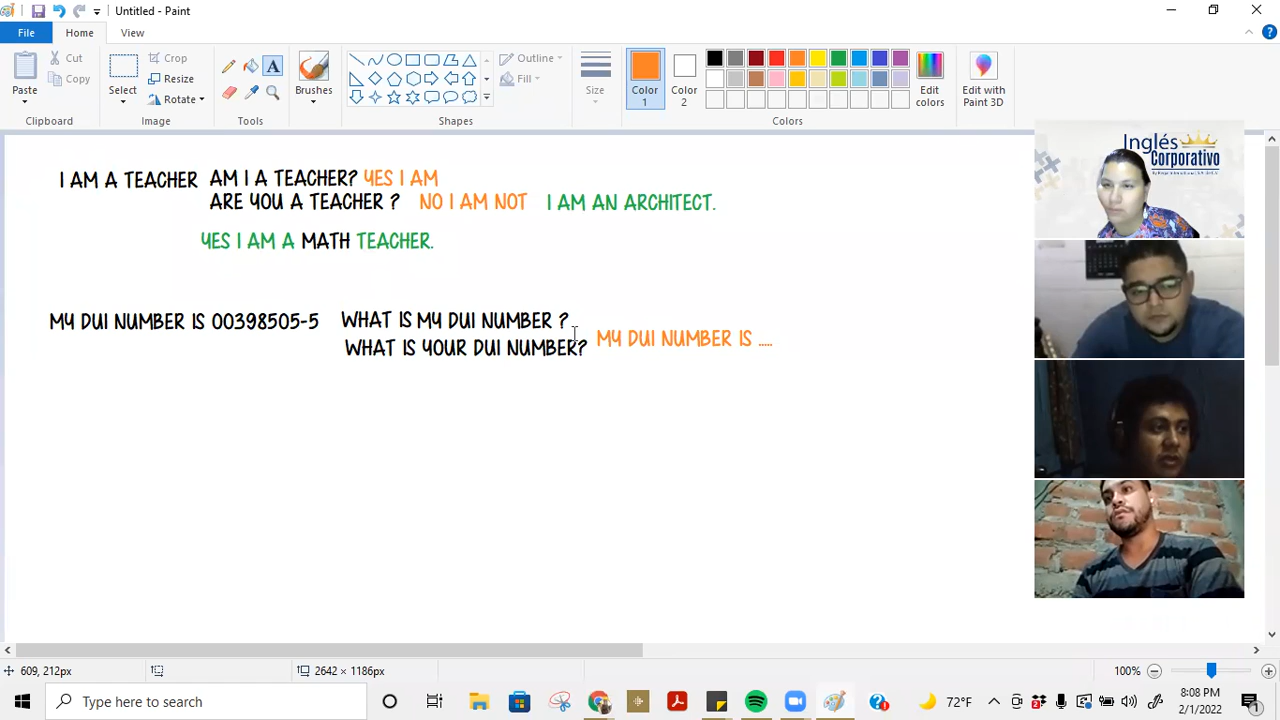 Untitled - Paint
File Home View
Cut
Copy
Paste
Clipboard
Crop
Resize
Rotate
Select
Image
A
Tools
Brushes
Outline
Fill
Shapes
Size
Color 1
Color 2
Edit colors
Edit with Paint 3D
Colors
I AM A TEACHER AM I A TEACHER? YES I AM
ARE YOU A TEACHER ? NO I AM NOT I AM AN ARCHITECT.
YES I AM A MATH TEACHER.
MY DUI NUMBER IS 00398505-5 WHAT IS MY DUI NUMBER ?
WHAT IS YOUR DUI NUMBER? MY DUI NUMBER IS .....
Inglés
Corporativo
609, 212px
2642 × 1186px
100%
Type here to search
72°F
8:08 PM
2/1/2022